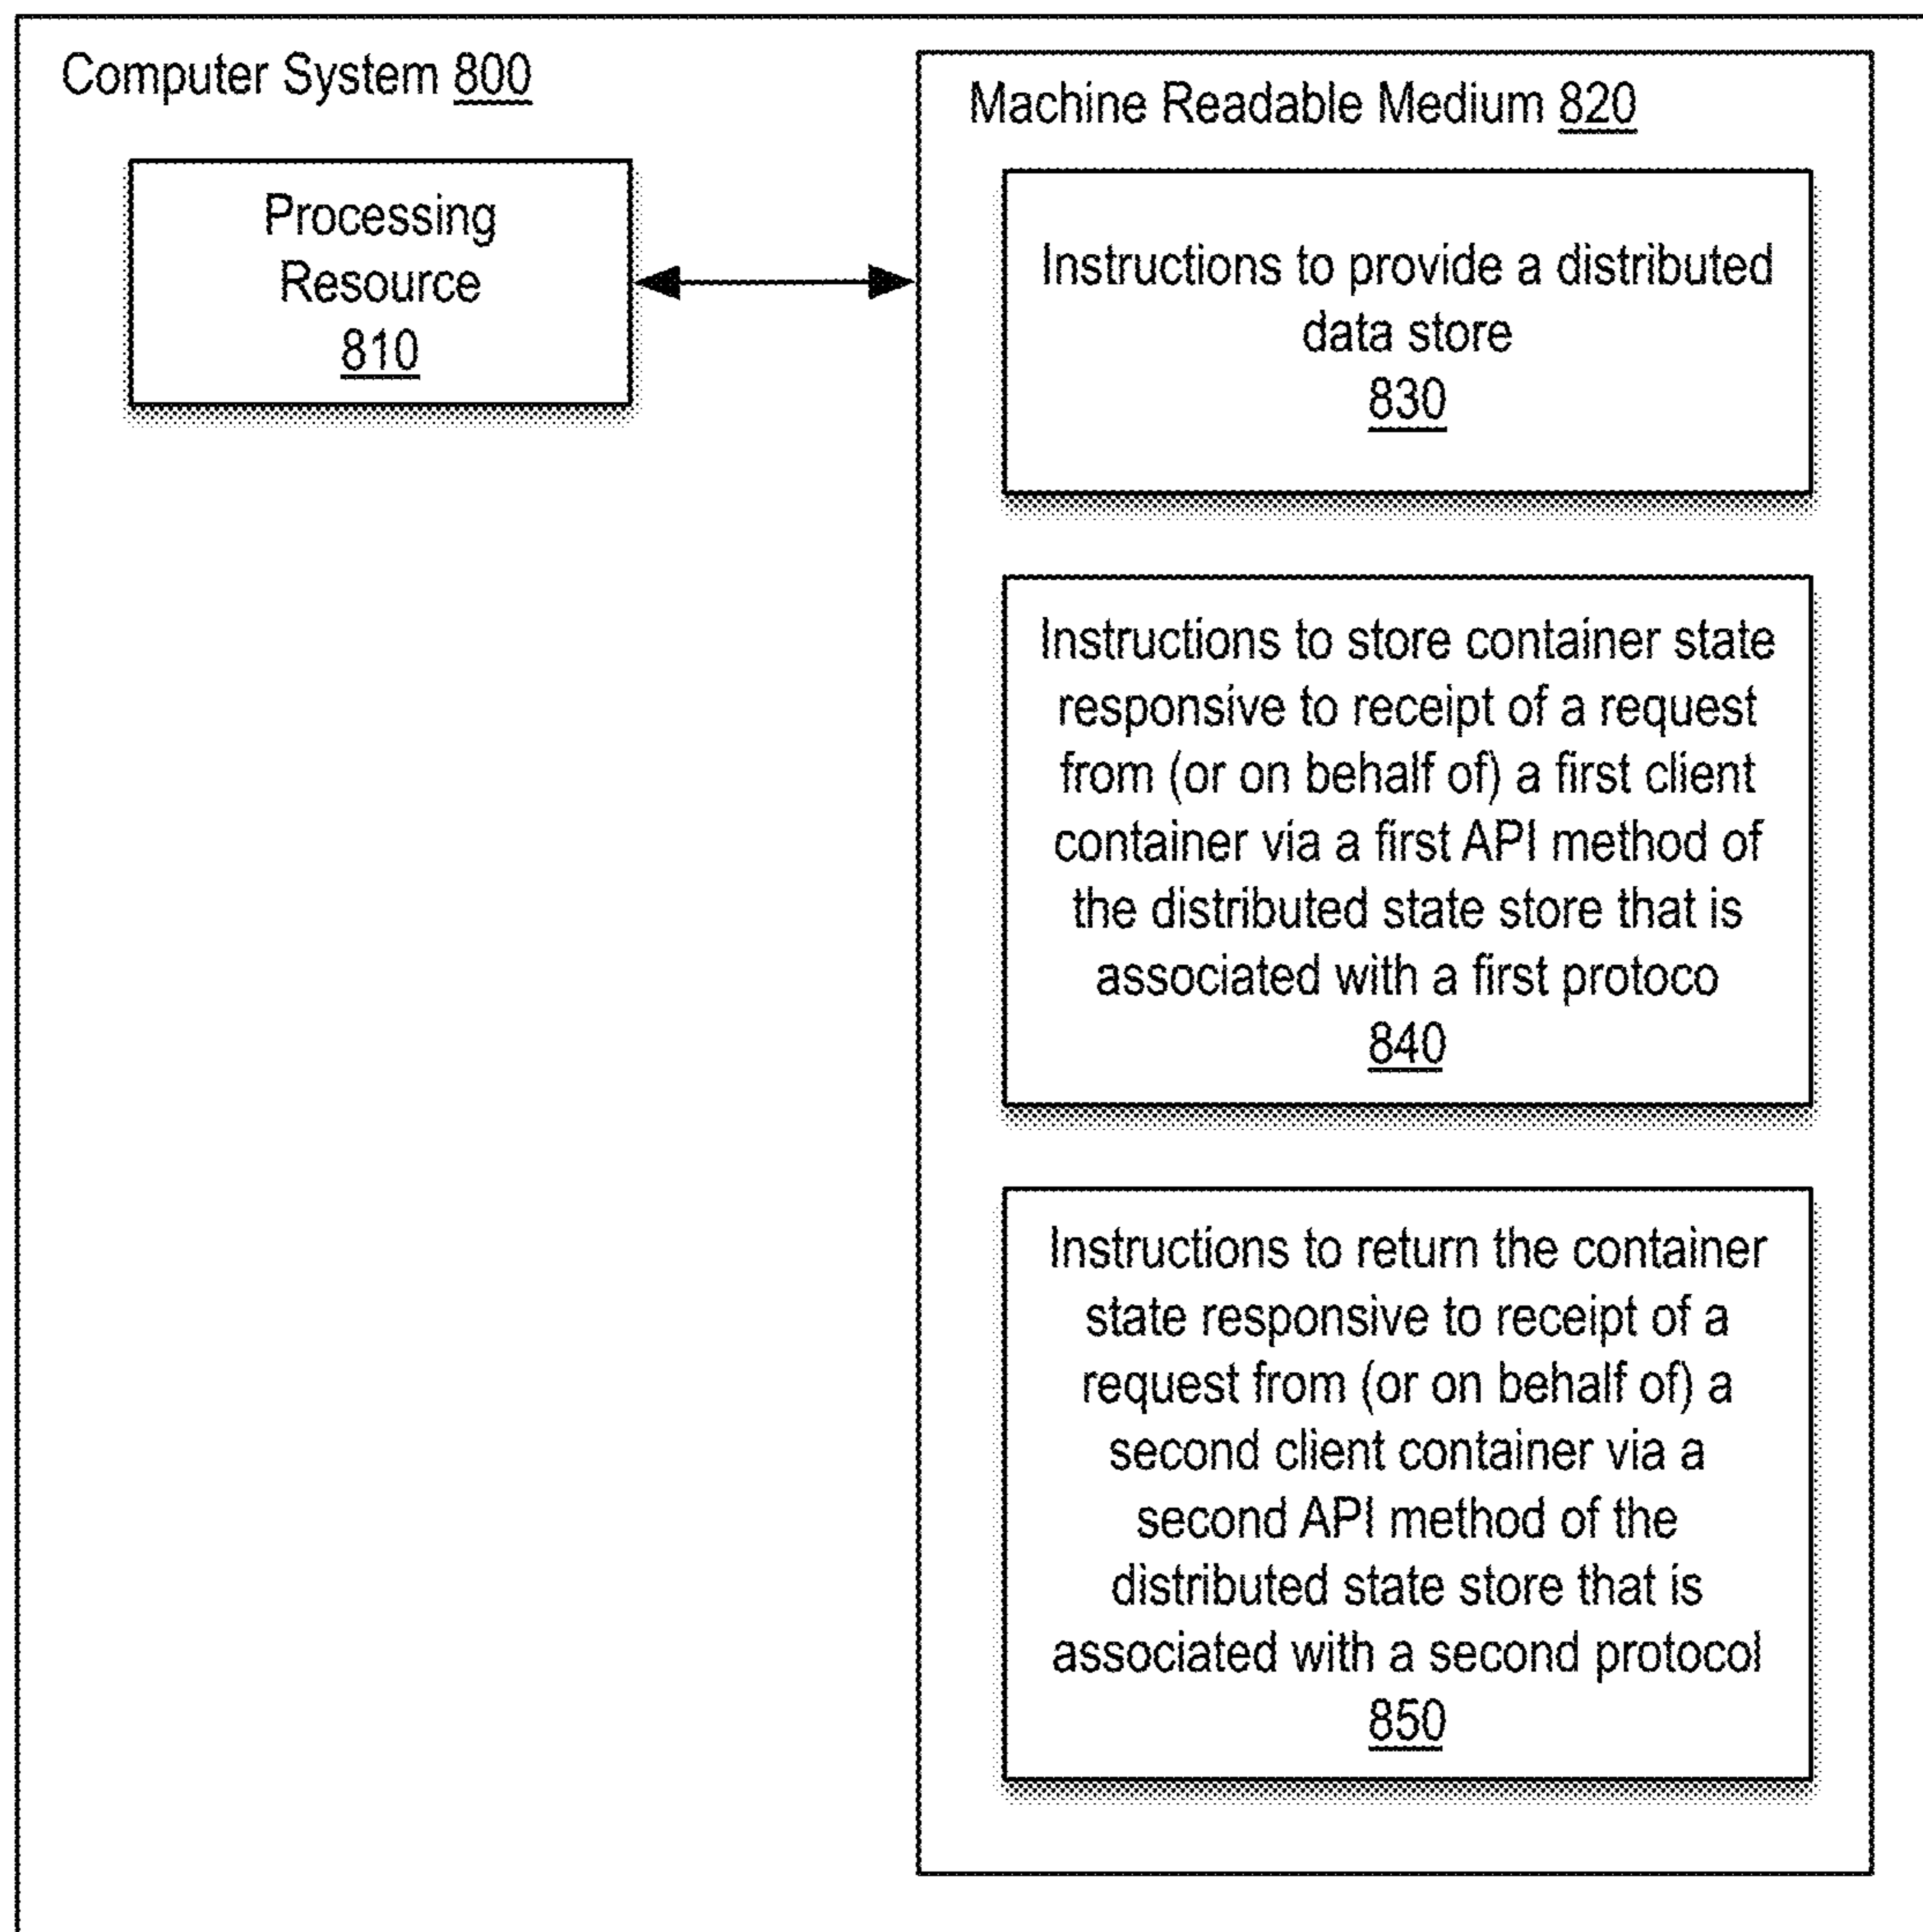 Computer System 800
Processing
Resource
810
Machine Readable Medium 820
Instructions to provide a distributed
data store
830
Instructions to store container state
responsive to receipt of a request
from (or on behalf of) a first client
container via a first API method of
the distributed state store that is
associated with a first protoco
840
Instructions to return the container
state responsive to receipt of a
request from (or on behalf of) a
second client container via a
second API method of the
distributed state store that is
associated with a second protocol
850